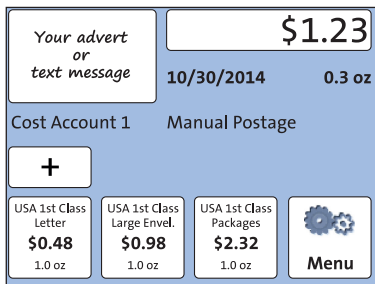 Your advert
or
text message
$1.23
10/30/2014 0.3 oz
Cost Account 1 Manual Postage
+
USA 1st Class
Letter
$0.48
1.0 oz
USA 1st Class
Large Envel.
$0.98
1.0 oz
USA 1st Class
Packages
$2.32
1.0 oz
Menu